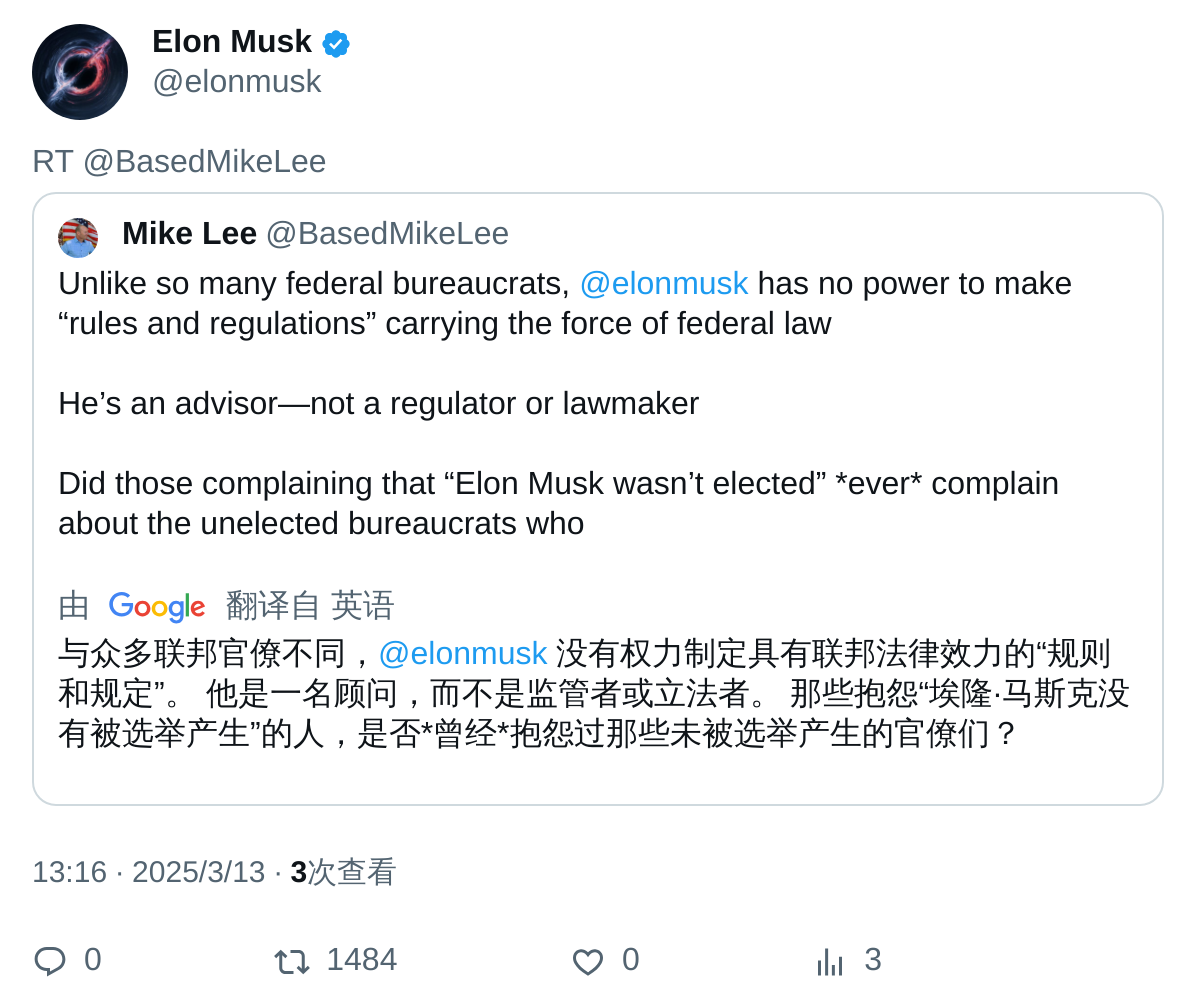 Elon Musk
@elonmusk
RT @BasedMikeLee
Mike Lee @BasedMikeLee
Unlike so many federal bureaucrats, @elonmusk has no power to make
“rules and regulations” carrying the force of federal law
He’s an advisor—not a regulator or lawmaker
Did those complaining that “Elon Musk wasn’t elected” *ever* complain
about the unelected bureaucrats who
由 Google 翻译自 英语
与众多联邦官僚不同，@elonmusk 没有权力制定具有联邦法律效力的“规则
和规定”。 他是一名顾问，而不是监管者或立法者。 那些抱怨“埃隆·马斯克没
有被选举产生”的人，是否*曾经*抱怨过那些未被选举产生的官僚们？
13:16 · 2025/3/13 · 3次查看
0 1484 0 3